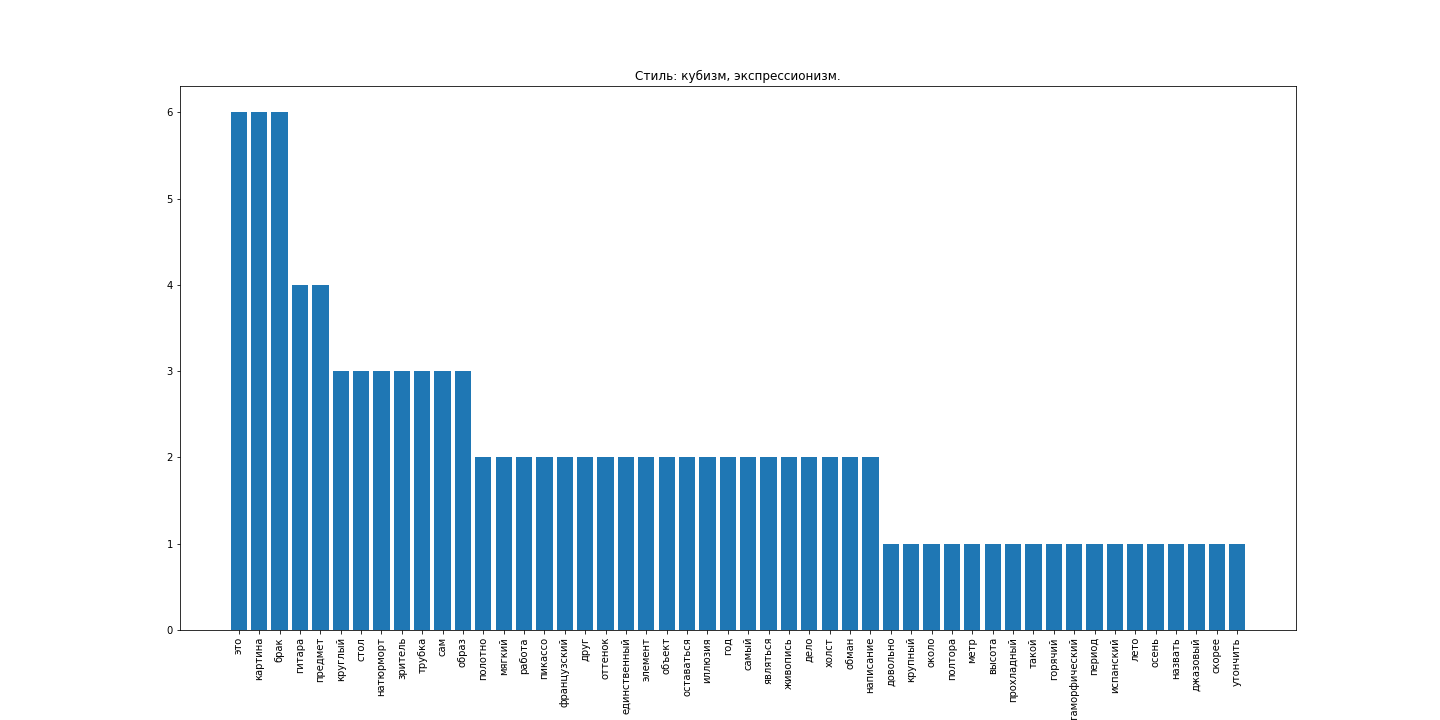 Стиль: кубизм, экспрессионизм.
6
5
4
3
2
1
0
это
картина
брак
гитара
предмет
круглый
стол
натюрморт
зритель
трубка
сам
образ
полотно
мягкий
работа
пикассо
французский
друг
оттенок
единственный
элемент
объект
оставаться
иллюзия
год
самый
являться
живопись
дело
холст
обман
написание
довольно
крупный
около
полтора
метр
высота
прохладный
такой
горячий
гаморфический
период
испанский
лето
осень
назвать
джазовый
скорее
утончить